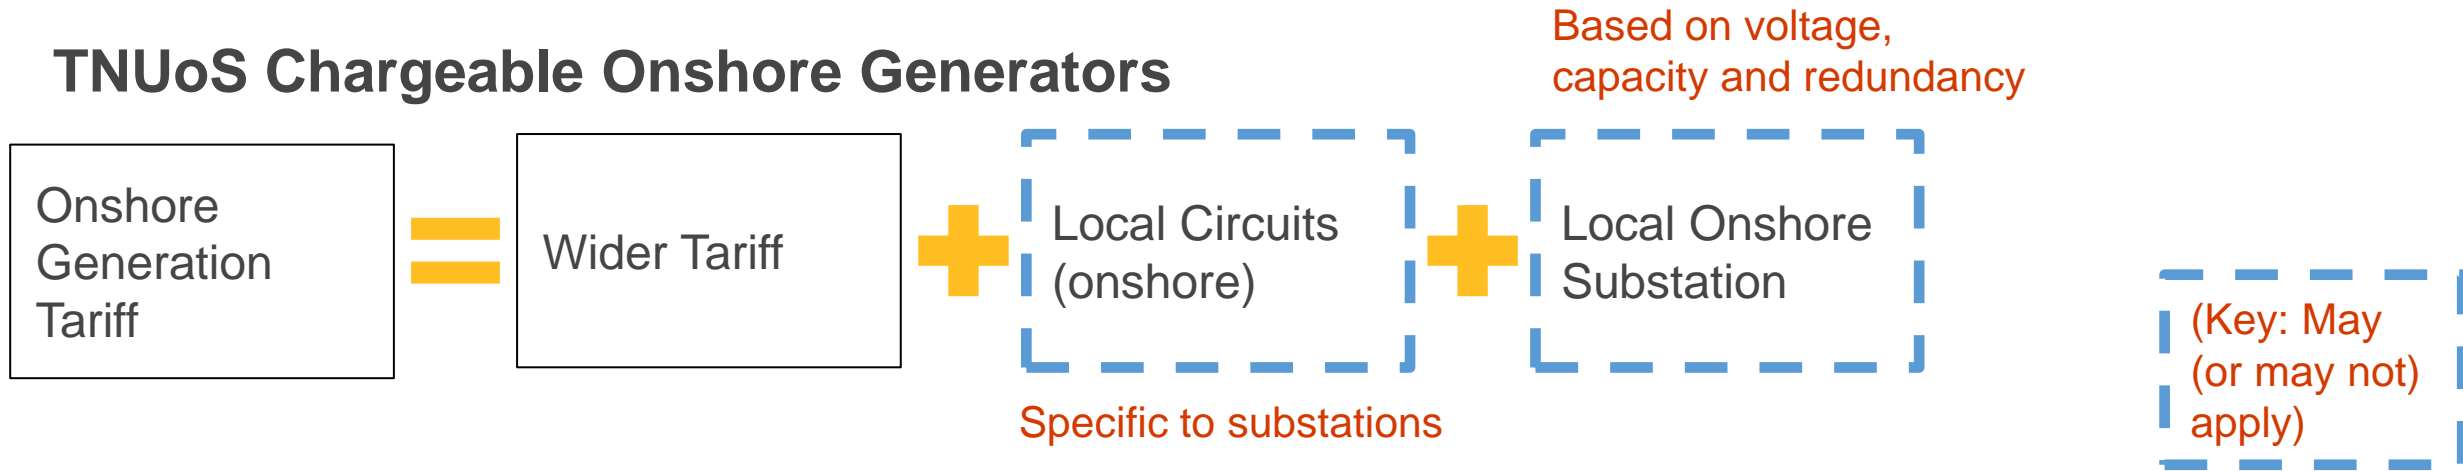 TNUoS Chargeable Onshore Generators
Based on voltage,
capacity and redundancy
Onshore
Generation
Tariff
Wider Tariff
Local Circuits
(onshore)
Local Onshore
Substation
Specific to substations
(Key: May
(or may not)
apply)